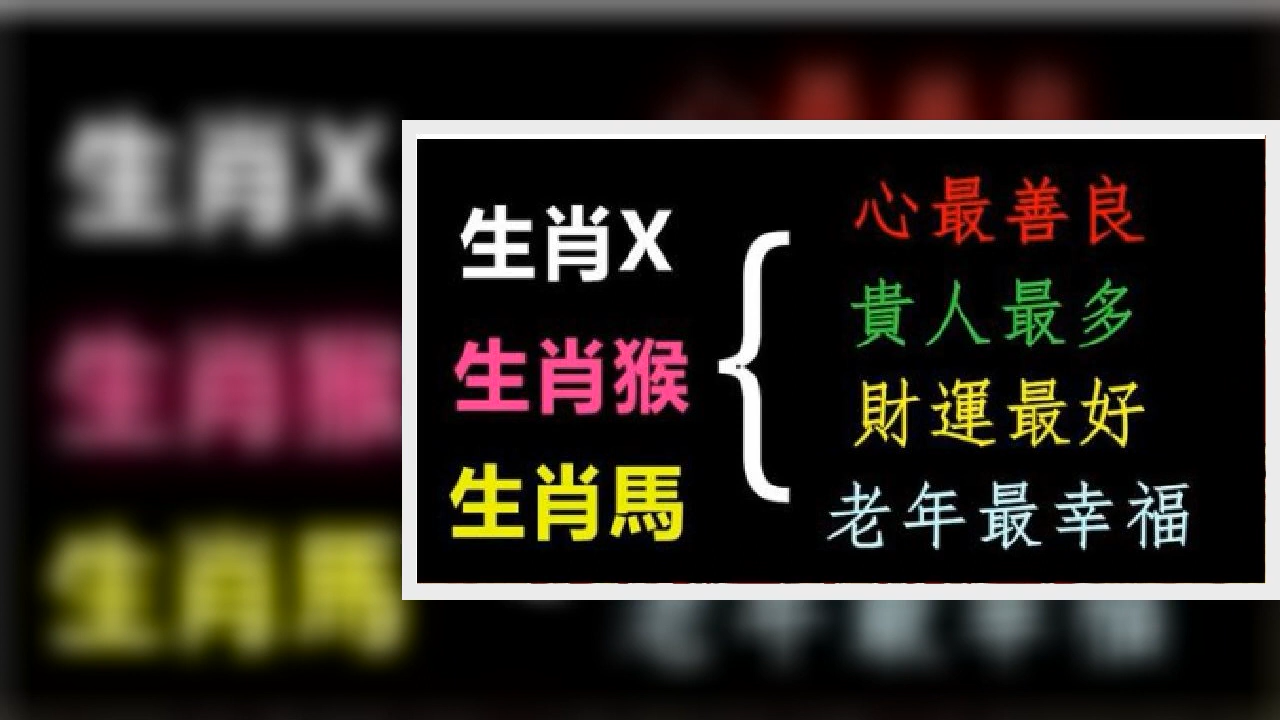 生肖X
生肖猴
生肖馬
心最善良
貴人最多
財運最好
老年最幸福